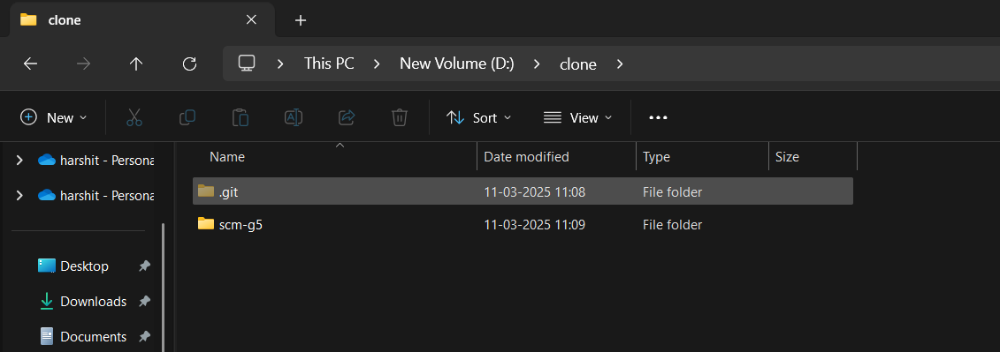 clone
This PC
New Volume (D:)
clone
New
Sort
View
harshit - Persona
harshit - Persona
Desktop
Downloads
Documents
Name Date modified Type Size
.git 11-03-2025 11:08 File folder
scm-g5 11-03-2025 11:09 File folder